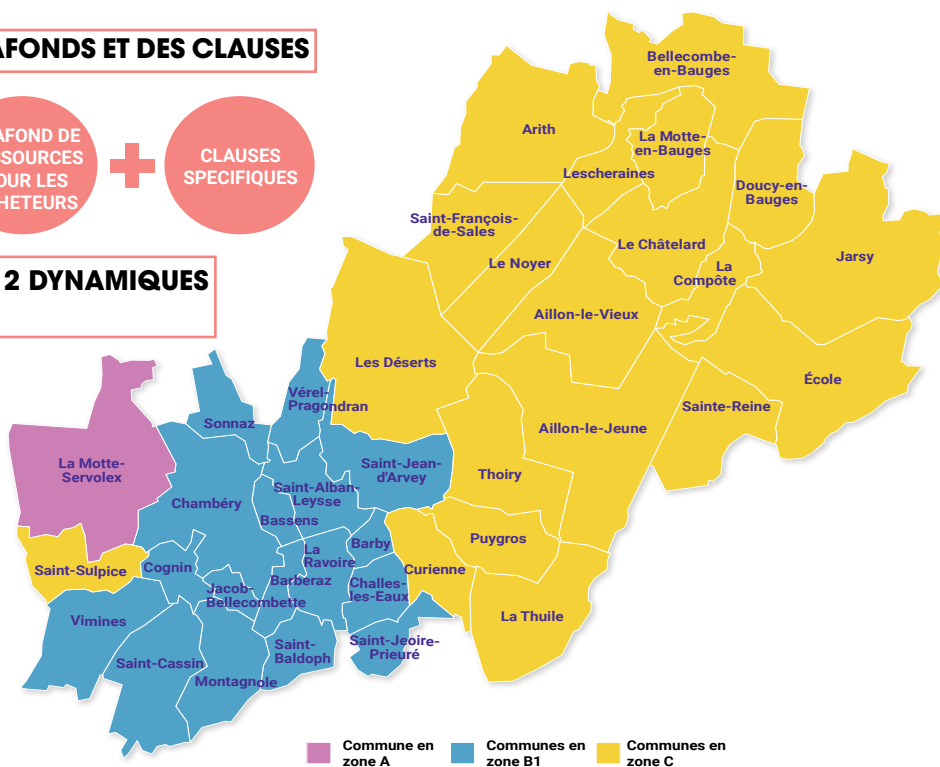 AFONDS ET DES CLAUSES
AFOND DE
SSOURCES
OUR LES
HETEURS
CLAUSES
SPECIFIQUES
2 DYNAMIQUES
Bellecombe-
en-Bauges
Arith
La Motte-
en-Bauges
Lescheraines
Doucy-en-
Bauges
Saint-François-
de-Sales
Le Châtelard
Jarsy
Le Noyer
La
Compôte
Aillon-le-Vieux
Les Déserts
École
Vérel-
Pragondran
Sainte-Reine
Sonnaz
Aillon-le-Jeune
La Motte-
Servolex
Saint-Jean-
d'Arvey
Thoiry
Saint-Alban-
Leysse
Chambéry
Bassens
Puygros
Barby
La
Ravoire
Saint-Sulpice
Cognin
Curienne
Barberaz
Challes-
les-Eaux
Jacob-
Bellecombette
La Thuile
Vimines
Saint-Jeoire-
Prieuré
Saint-
Baldoph
Saint-Cassin
Montagnole
Commune en
zone A
Communes en
zone B1
Communes en
zone C